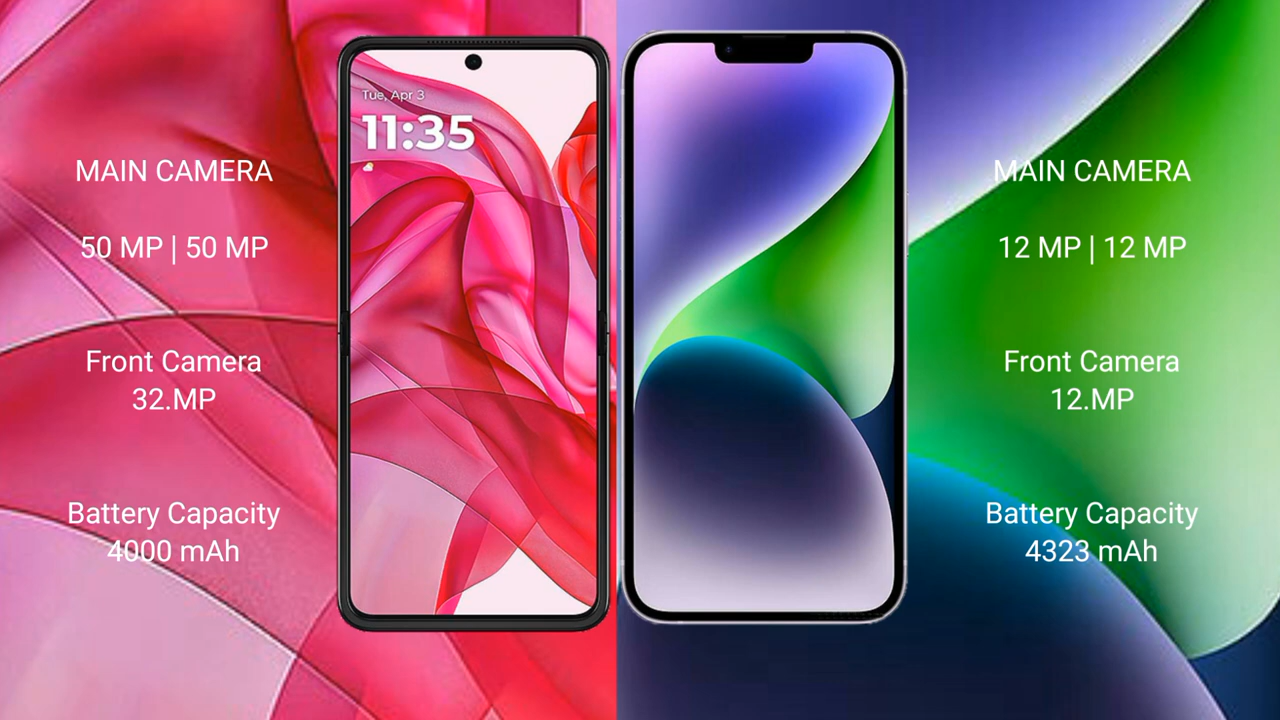 MAIN CAMERA
50 MP | 50 MP
Front Camera
32.MP
Battery Capacity
4000 mAh
Tue, Apr 3
11:35
MAIN CAMERA
12 MP | 12 MP
Front Camera
12.MP
Battery Capacity
4323 mAh